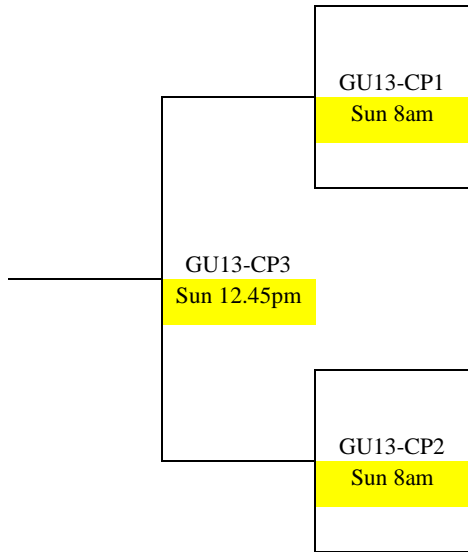 GU13-CP1
Sun 8am
GU13-CP3
Sun 12.45pm
GU13-CP2
Sun 8am